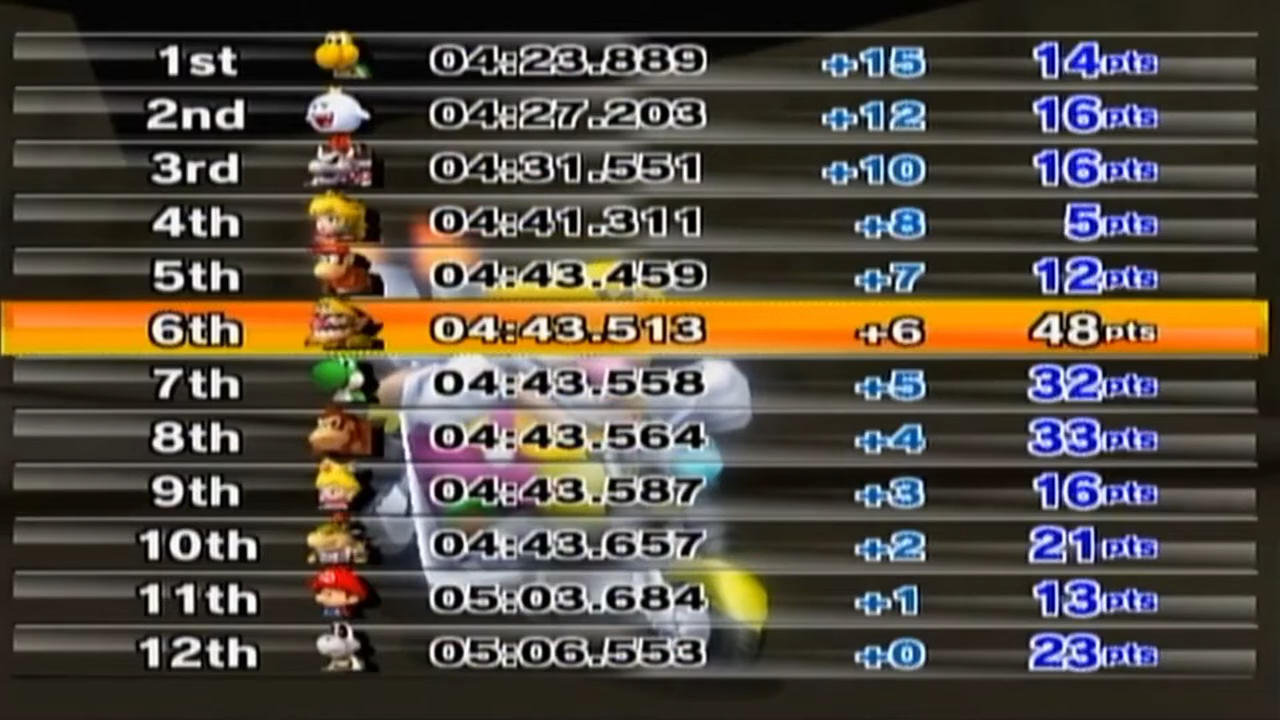 1st 04:23.889 +15 14pts
2nd 04:27.203 +12 16pts
3rd 04:31.551 +10 16pts
4th 04:41.311 +8 5pts
5th 04:43.459 +7 12pts
6th 04:43.513 +6 48pts
7th 04:43.558 +5 32pts
8th 04:43.564 +4 33pts
9th 04:43.587 +3 16pts
10th 04:43.657 +2 21pts
11th 05:03.684 +1 13pts
12th 05:06.553 +0 23pts